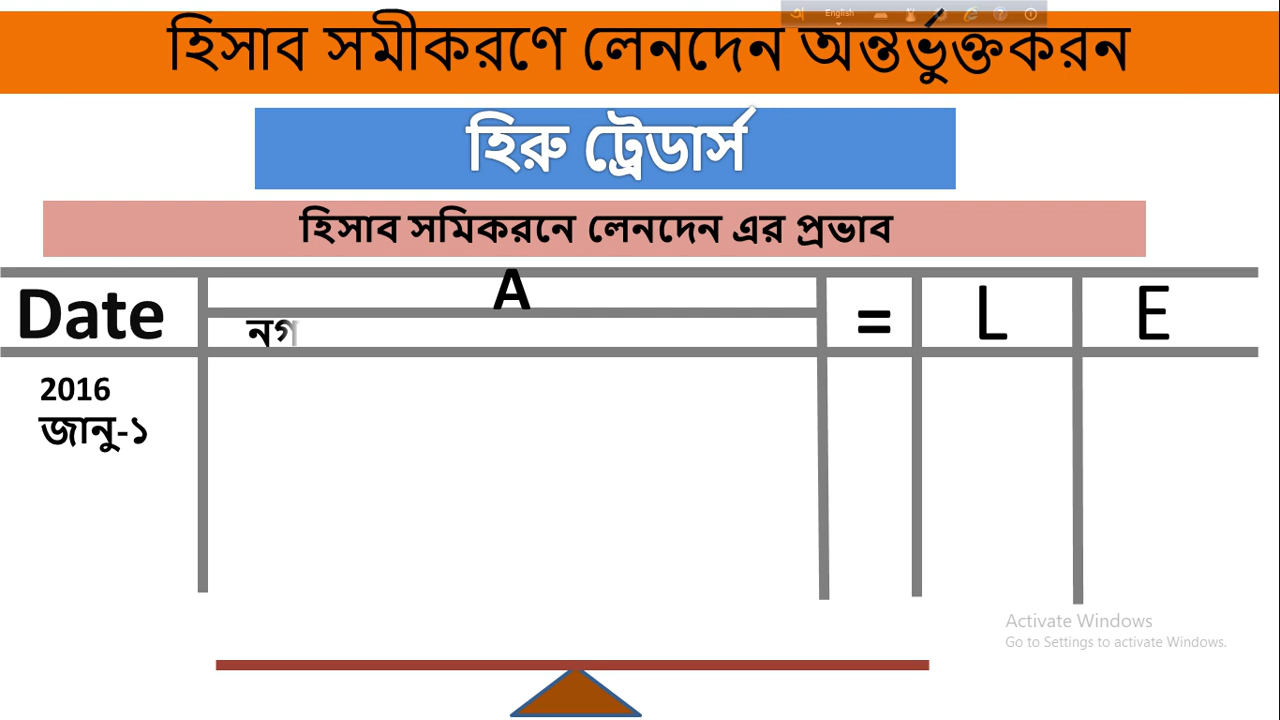 English
হিসাব সমীকরণে লেনদেন অন্তর্ভুক্তকরন
হিরু ট্রেডার্স
হিসাব সমিকরনে লেনদেন এর প্রভাব
Date A = L E
নগ
2016
জানু-১
Activate Windows
Go to Settings to activate Windows.